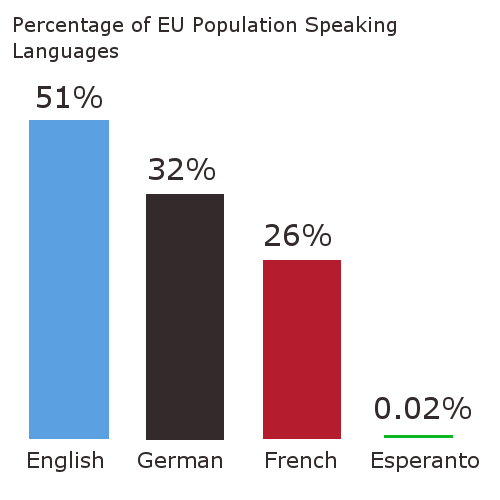 Percentage of EU Population Speaking
Languages
51%
32%
26%
0.02%
English German French Esperanto